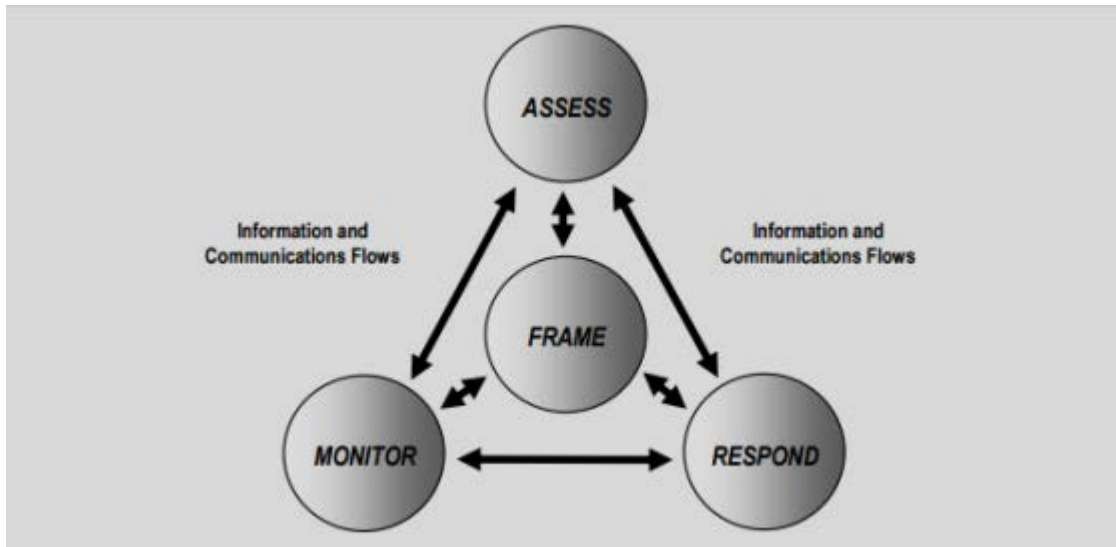 ASSESS
Information and
Communications Flows
Information and
Communications Flows
FRAME
MONITOR
RESPOND